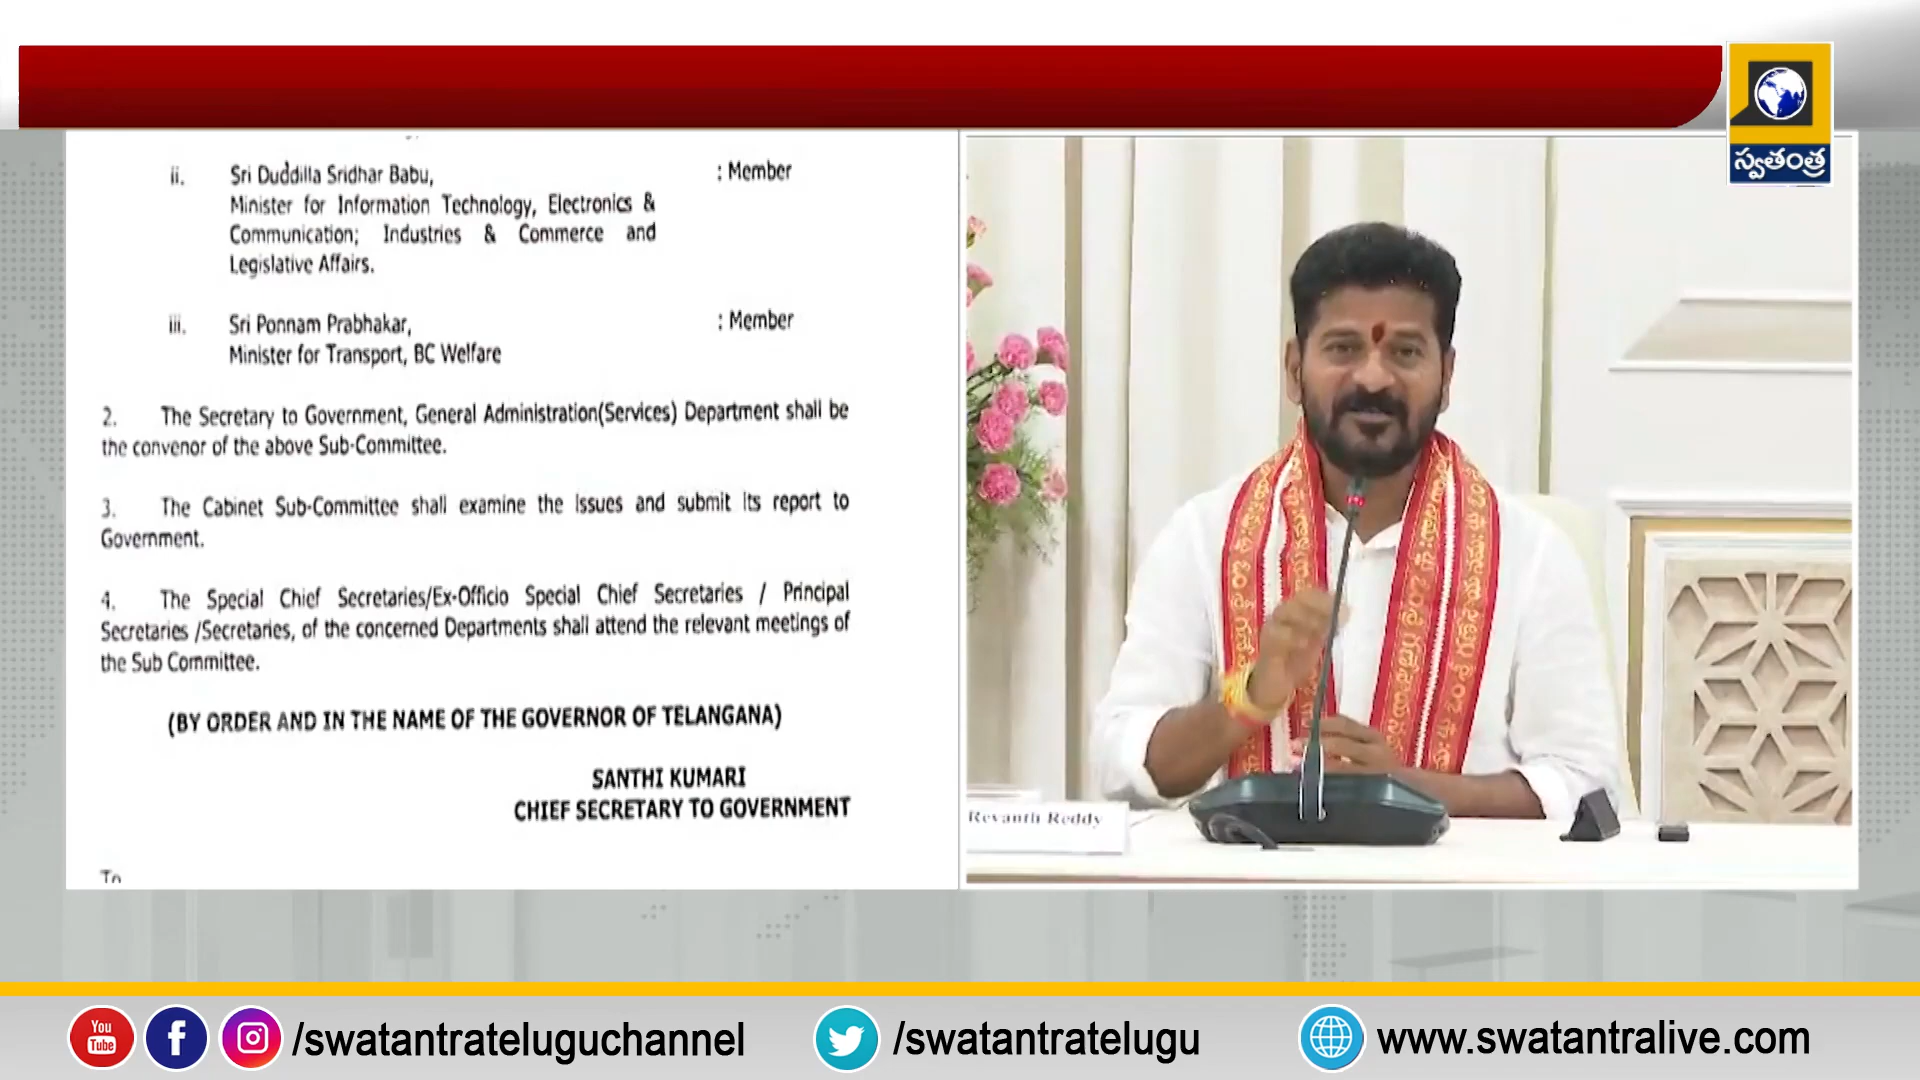 స్వతంత్ర
ii. Sri Duddilla Sridhar Babu, : Member
Minister for Information Technology, Electronics &
Communication; Industries & Commerce and
Legislative Affairs.
iii. Sri Ponnam Prabhakar, : Member
Minister for Transport, BC Welfare
2. The Secretary to Government, General Administration(Services) Department shall be
the convenor of the above Sub-Committee.
3. The Cabinet Sub-Committee shall examine the issues and submit its report to
Government.
4. The Special Chief Secretaries/Ex-Officio Special Chief Secretaries / Principal
Secretaries /Secretaries, of the concerned Departments shall attend the relevant meetings of
the Sub Committee.
(BY ORDER AND IN THE NAME OF THE GOVERNOR OF TELANGANA)
SANTHI KUMARI
CHIEF SECRETARY TO GOVERNMENT
To
Revanth Reddy
You
Tube
/swatantrateluguchannel
/swatantratelugu
www.swatantralive.com